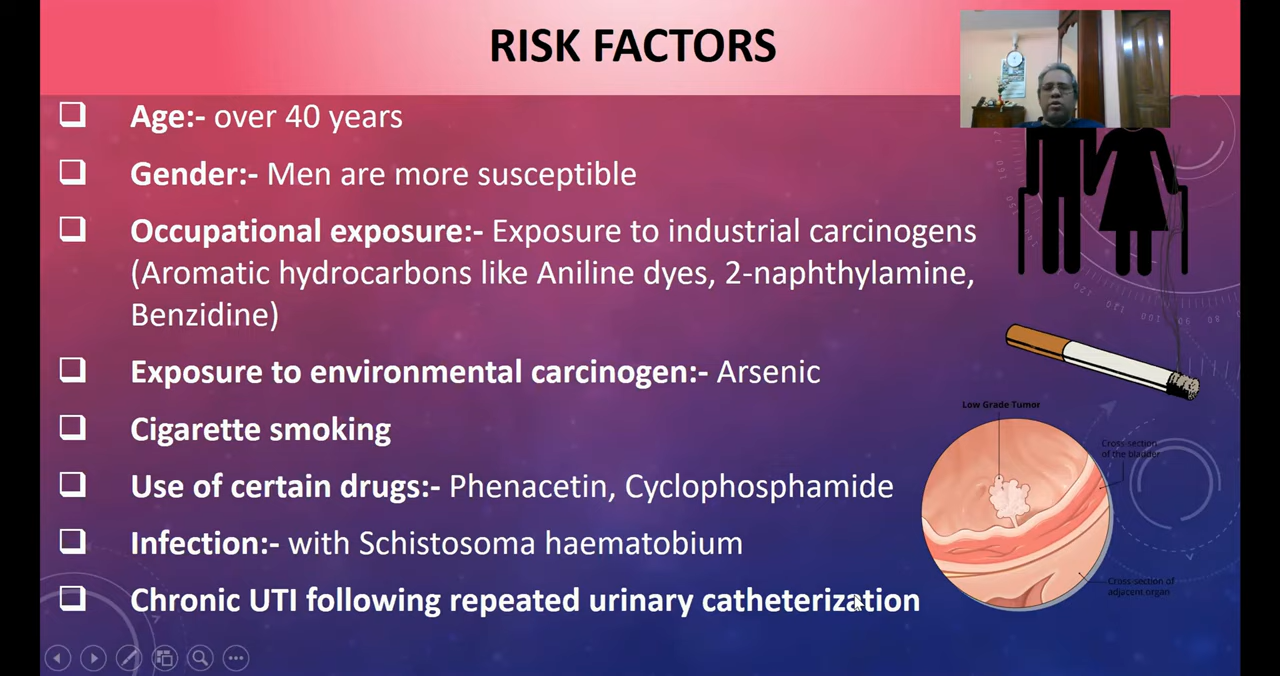 RISK FACTORS
Age:- over 40 years
Gender:- Men are more susceptible
Occupational exposure:- Exposure to industrial carcinogens
(Aromatic hydrocarbons like Aniline dyes, 2-naphthylamine,
Benzidine)
Exposure to environmental carcinogen:- Arsenic
Cigarette smoking
Use of certain drugs:- Phenacetin, Cyclophosphamide
Infection:- with Schistosoma haematobium
Chronic UTI following repeated urinary catheterization
Low Grade Tumor
Cross section
of the bladder
Cross section of
adjacent organ